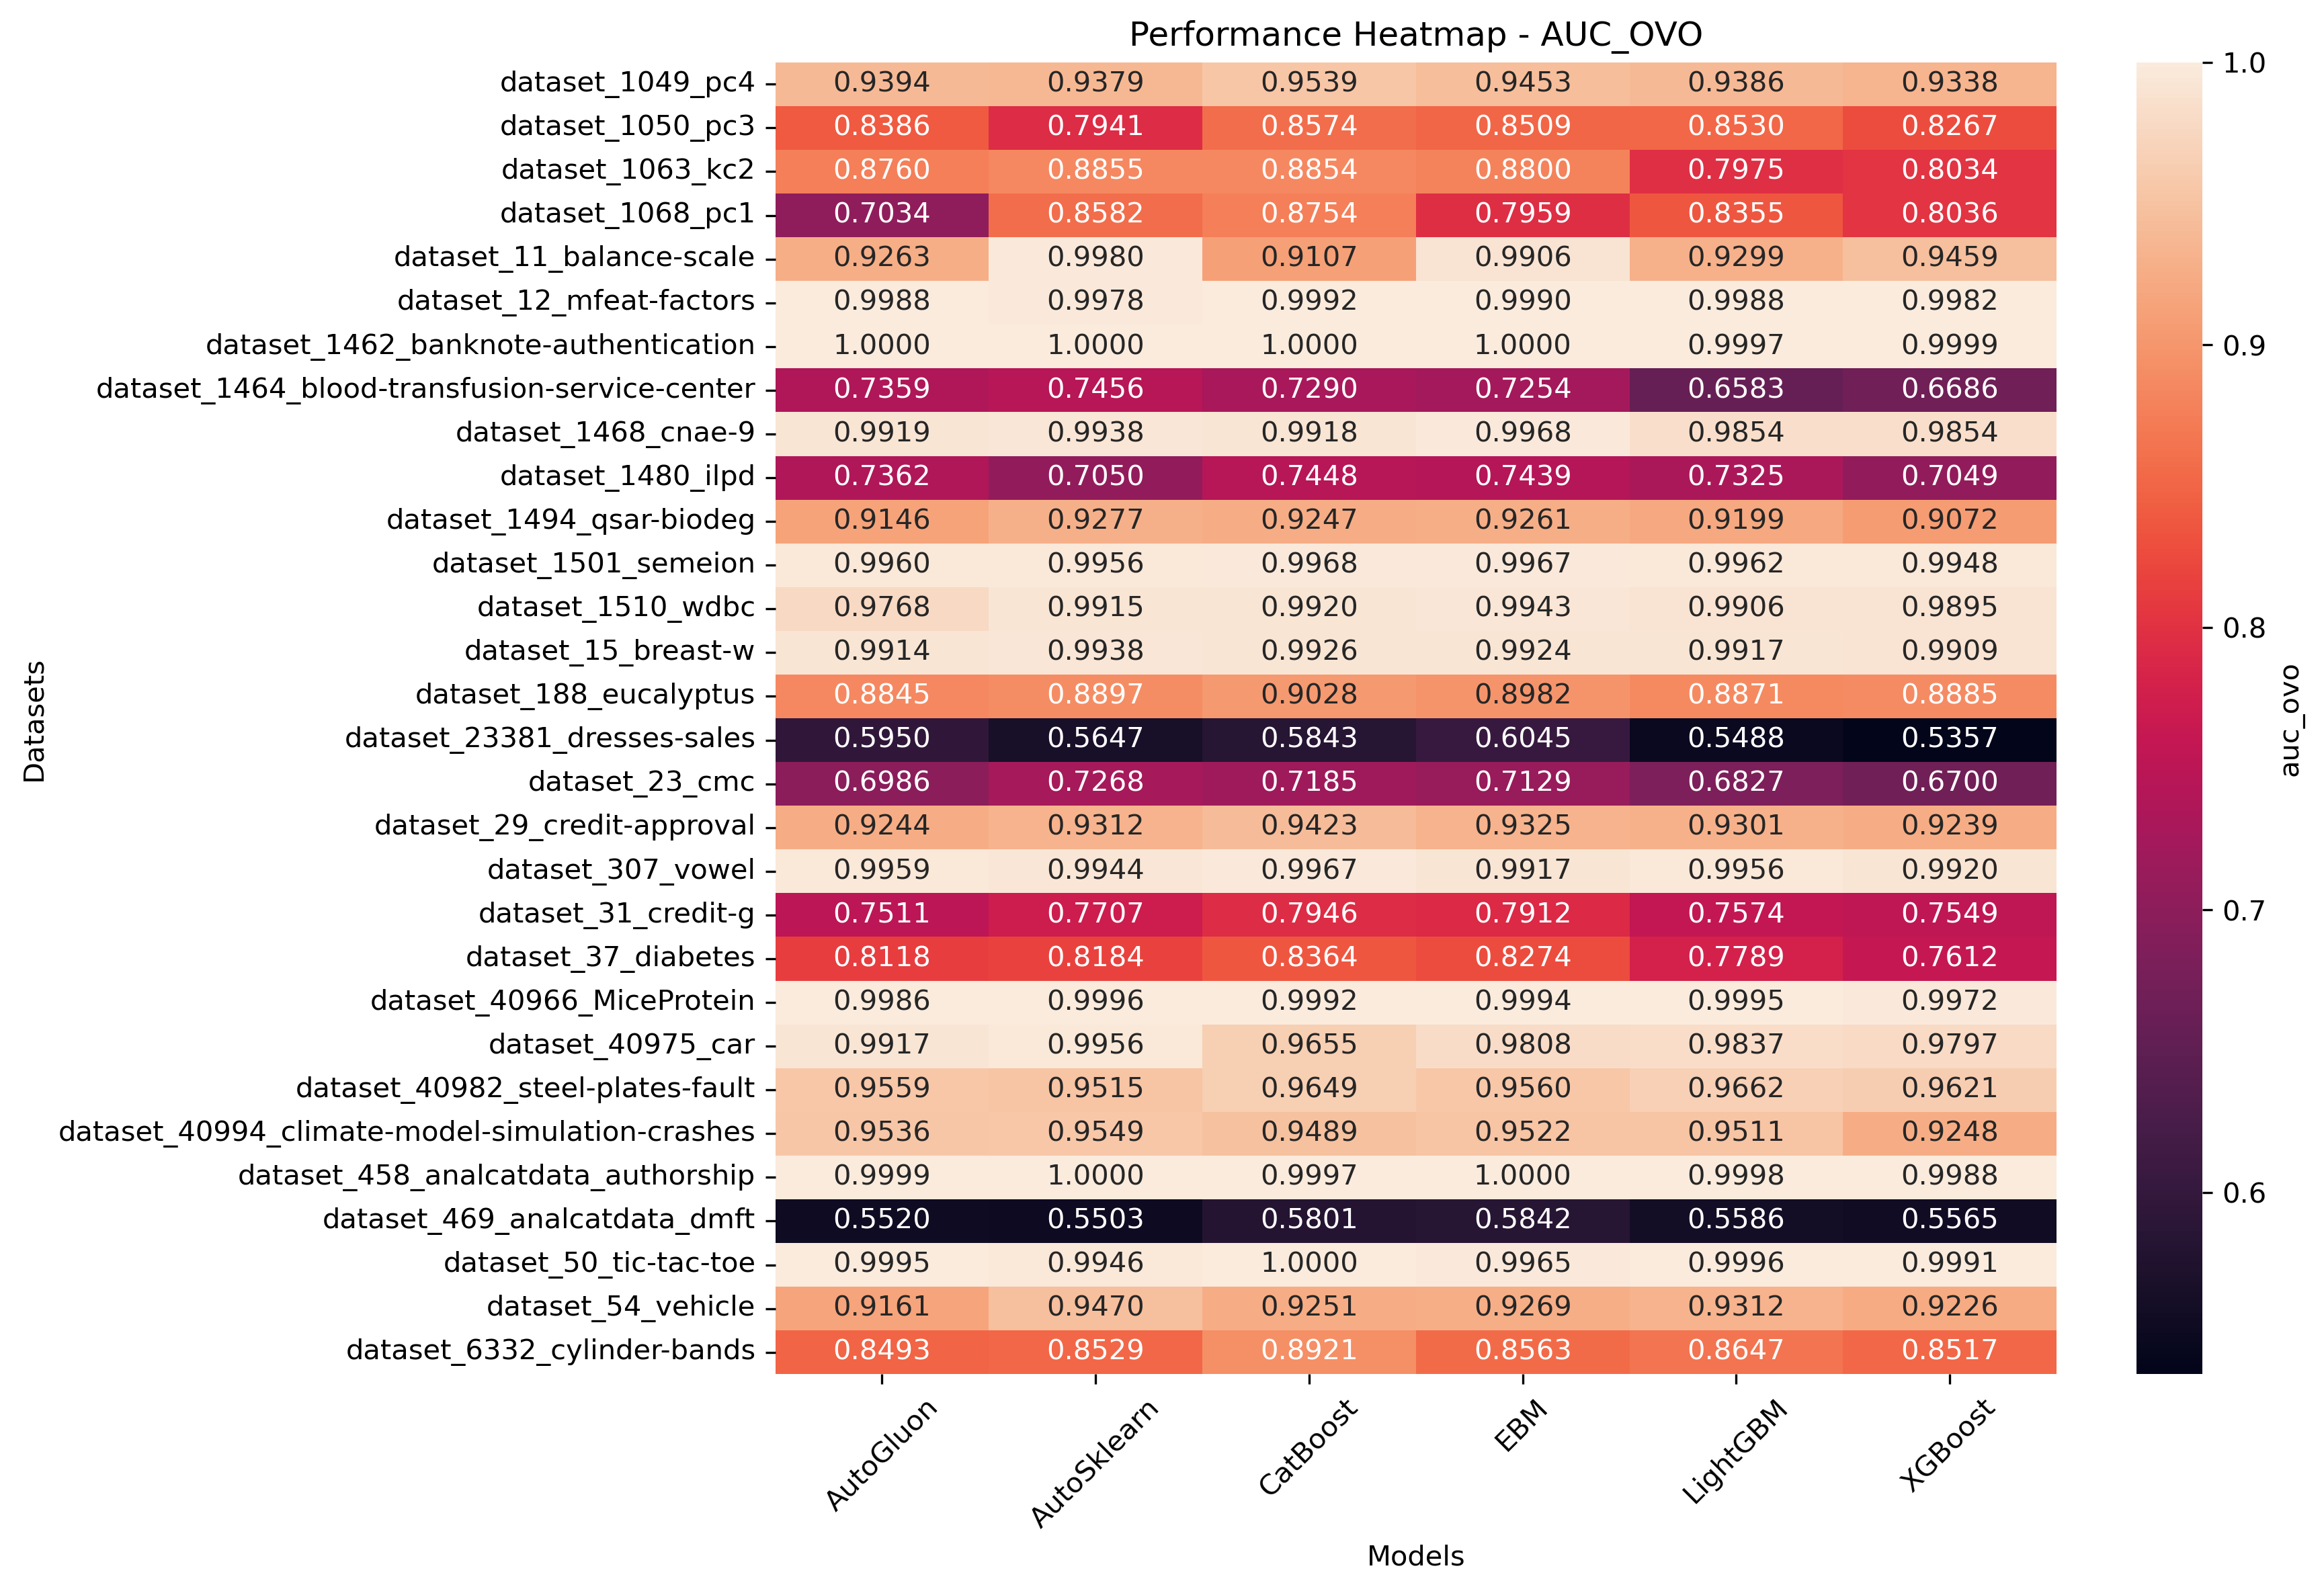 Performance Heatmap - AUC_OVO
dataset_1049_pc4 0.9394 0.9379 0.9539 0.9453 0.9386 0.9338
dataset_1050_pc3 0.8386 0.7941 0.8574 0.8509 0.8530 0.8267
dataset_1063_kc2 0.8760 0.8855 0.8854 0.8800 0.7975 0.8034
dataset_1068_pc1 0.7034 0.8582 0.8754 0.7959 0.8355 0.8036
dataset_11_balance-scale 0.9263 0.9980 0.9107 0.9906 0.9299 0.9459
dataset_12_mfeat-factors 0.9988 0.9978 0.9992 0.9990 0.9988 0.9982
dataset_1462_banknote-authentication 1.0000 1.0000 1.0000 1.0000 0.9997 0.9999
dataset_1464_blood-transfusion-service-center 0.7359 0.7456 0.7290 0.7254 0.6583 0.6686
dataset_1468_cnae-9 0.9919 0.9938 0.9918 0.9968 0.9854 0.9854
dataset_1480_ilpd 0.7362 0.7050 0.7448 0.7439 0.7325 0.7049
dataset_1494_qsar-biodeg 0.9146 0.9277 0.9247 0.9261 0.9199 0.9072
dataset_1501_semeion 0.9960 0.9956 0.9968 0.9967 0.9962 0.9948
dataset_1510_wdbc 0.9768 0.9915 0.9920 0.9943 0.9906 0.9895
dataset_15_breast-w 0.9914 0.9938 0.9926 0.9924 0.9917 0.9909
dataset_188_eucalyptus 0.8845 0.8897 0.9028 0.8982 0.8871 0.8885
dataset_23381_dresses-sales 0.5950 0.5647 0.5843 0.6045 0.5488 0.5357
dataset_23_cmc 0.6986 0.7268 0.7185 0.7129 0.6827 0.6700
dataset_29_credit-approval 0.9244 0.9312 0.9423 0.9325 0.9301 0.9239
dataset_307_vowel 0.9959 0.9944 0.9967 0.9917 0.9956 0.9920
dataset_31_credit-g 0.7511 0.7707 0.7946 0.7912 0.7574 0.7549
dataset_37_diabetes 0.8118 0.8184 0.8364 0.8274 0.7789 0.7612
dataset_40966_MiceProtein 0.9986 0.9996 0.9992 0.9994 0.9995 0.9972
dataset_40975_car 0.9917 0.9956 0.9655 0.9808 0.9837 0.9797
dataset_40982_steel-plates-fault 0.9559 0.9515 0.9649 0.9560 0.9662 0.9621
dataset_40994_climate-model-simulation-crashes 0.9536 0.9549 0.9489 0.9522 0.9511 0.9248
dataset_458_analcatdata_authorship 0.9999 1.0000 0.9997 1.0000 0.9998 0.9988
dataset_469_analcatdata_dmft 0.5520 0.5503 0.5801 0.5842 0.5586 0.5565
dataset_50_tic-tac-toe 0.9995 0.9946 1.0000 0.9965 0.9996 0.9991
dataset_54_vehicle 0.9161 0.9470 0.9251 0.9269 0.9312 0.9226
dataset_6332_cylinder-bands 0.8493 0.8529 0.8921 0.8563 0.8647 0.8517
AutoGluon AutoSklearn CatBoost EBM LightGBM XGBoost
Models
Datasets
1.0
0.9
0.8
0.7
0.6
auc_ovo